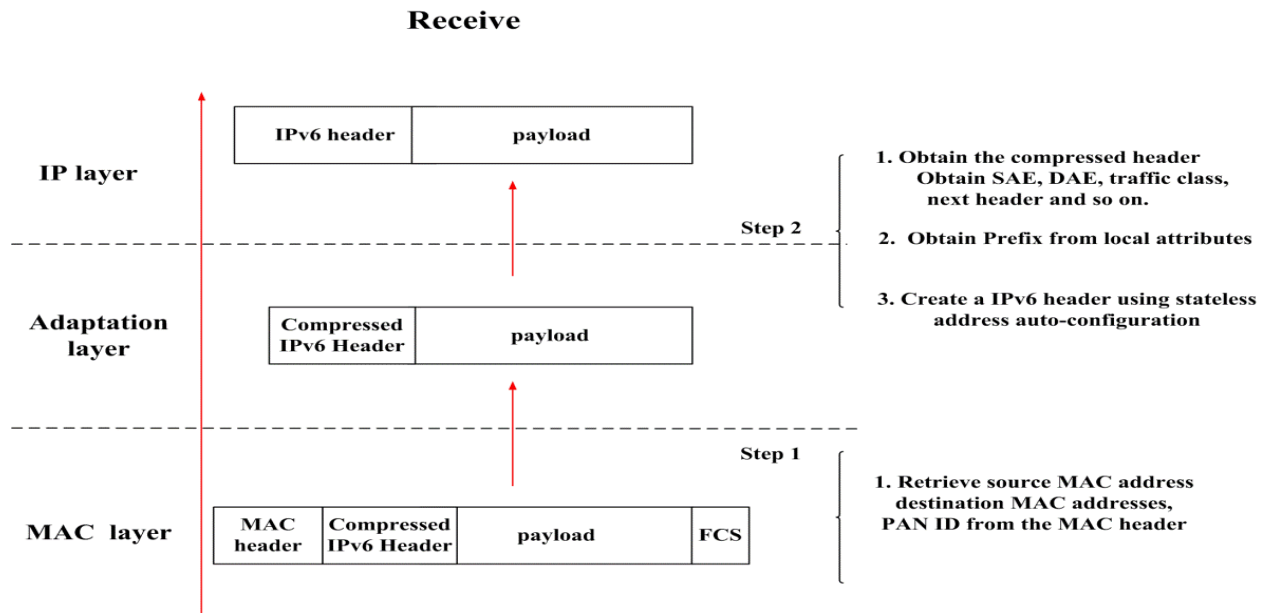 Receive
IP layer
IPv6 header
payload
1. Obtain the compressed header
Obtain SAE, DAE, traffic class,
next header and so on.
Step 2
2. Obtain Prefix from local attributes
3. Create a IPv6 header using stateless
address auto-configuration
Adaptation
layer
Compressed
IPv6 Header
payload
Step 1
1. Retrieve source MAC address
destination MAC addresses,
PAN ID from the MAC header
MAC layer
MAC
header
Compressed
IPv6 Header
payload
FCS